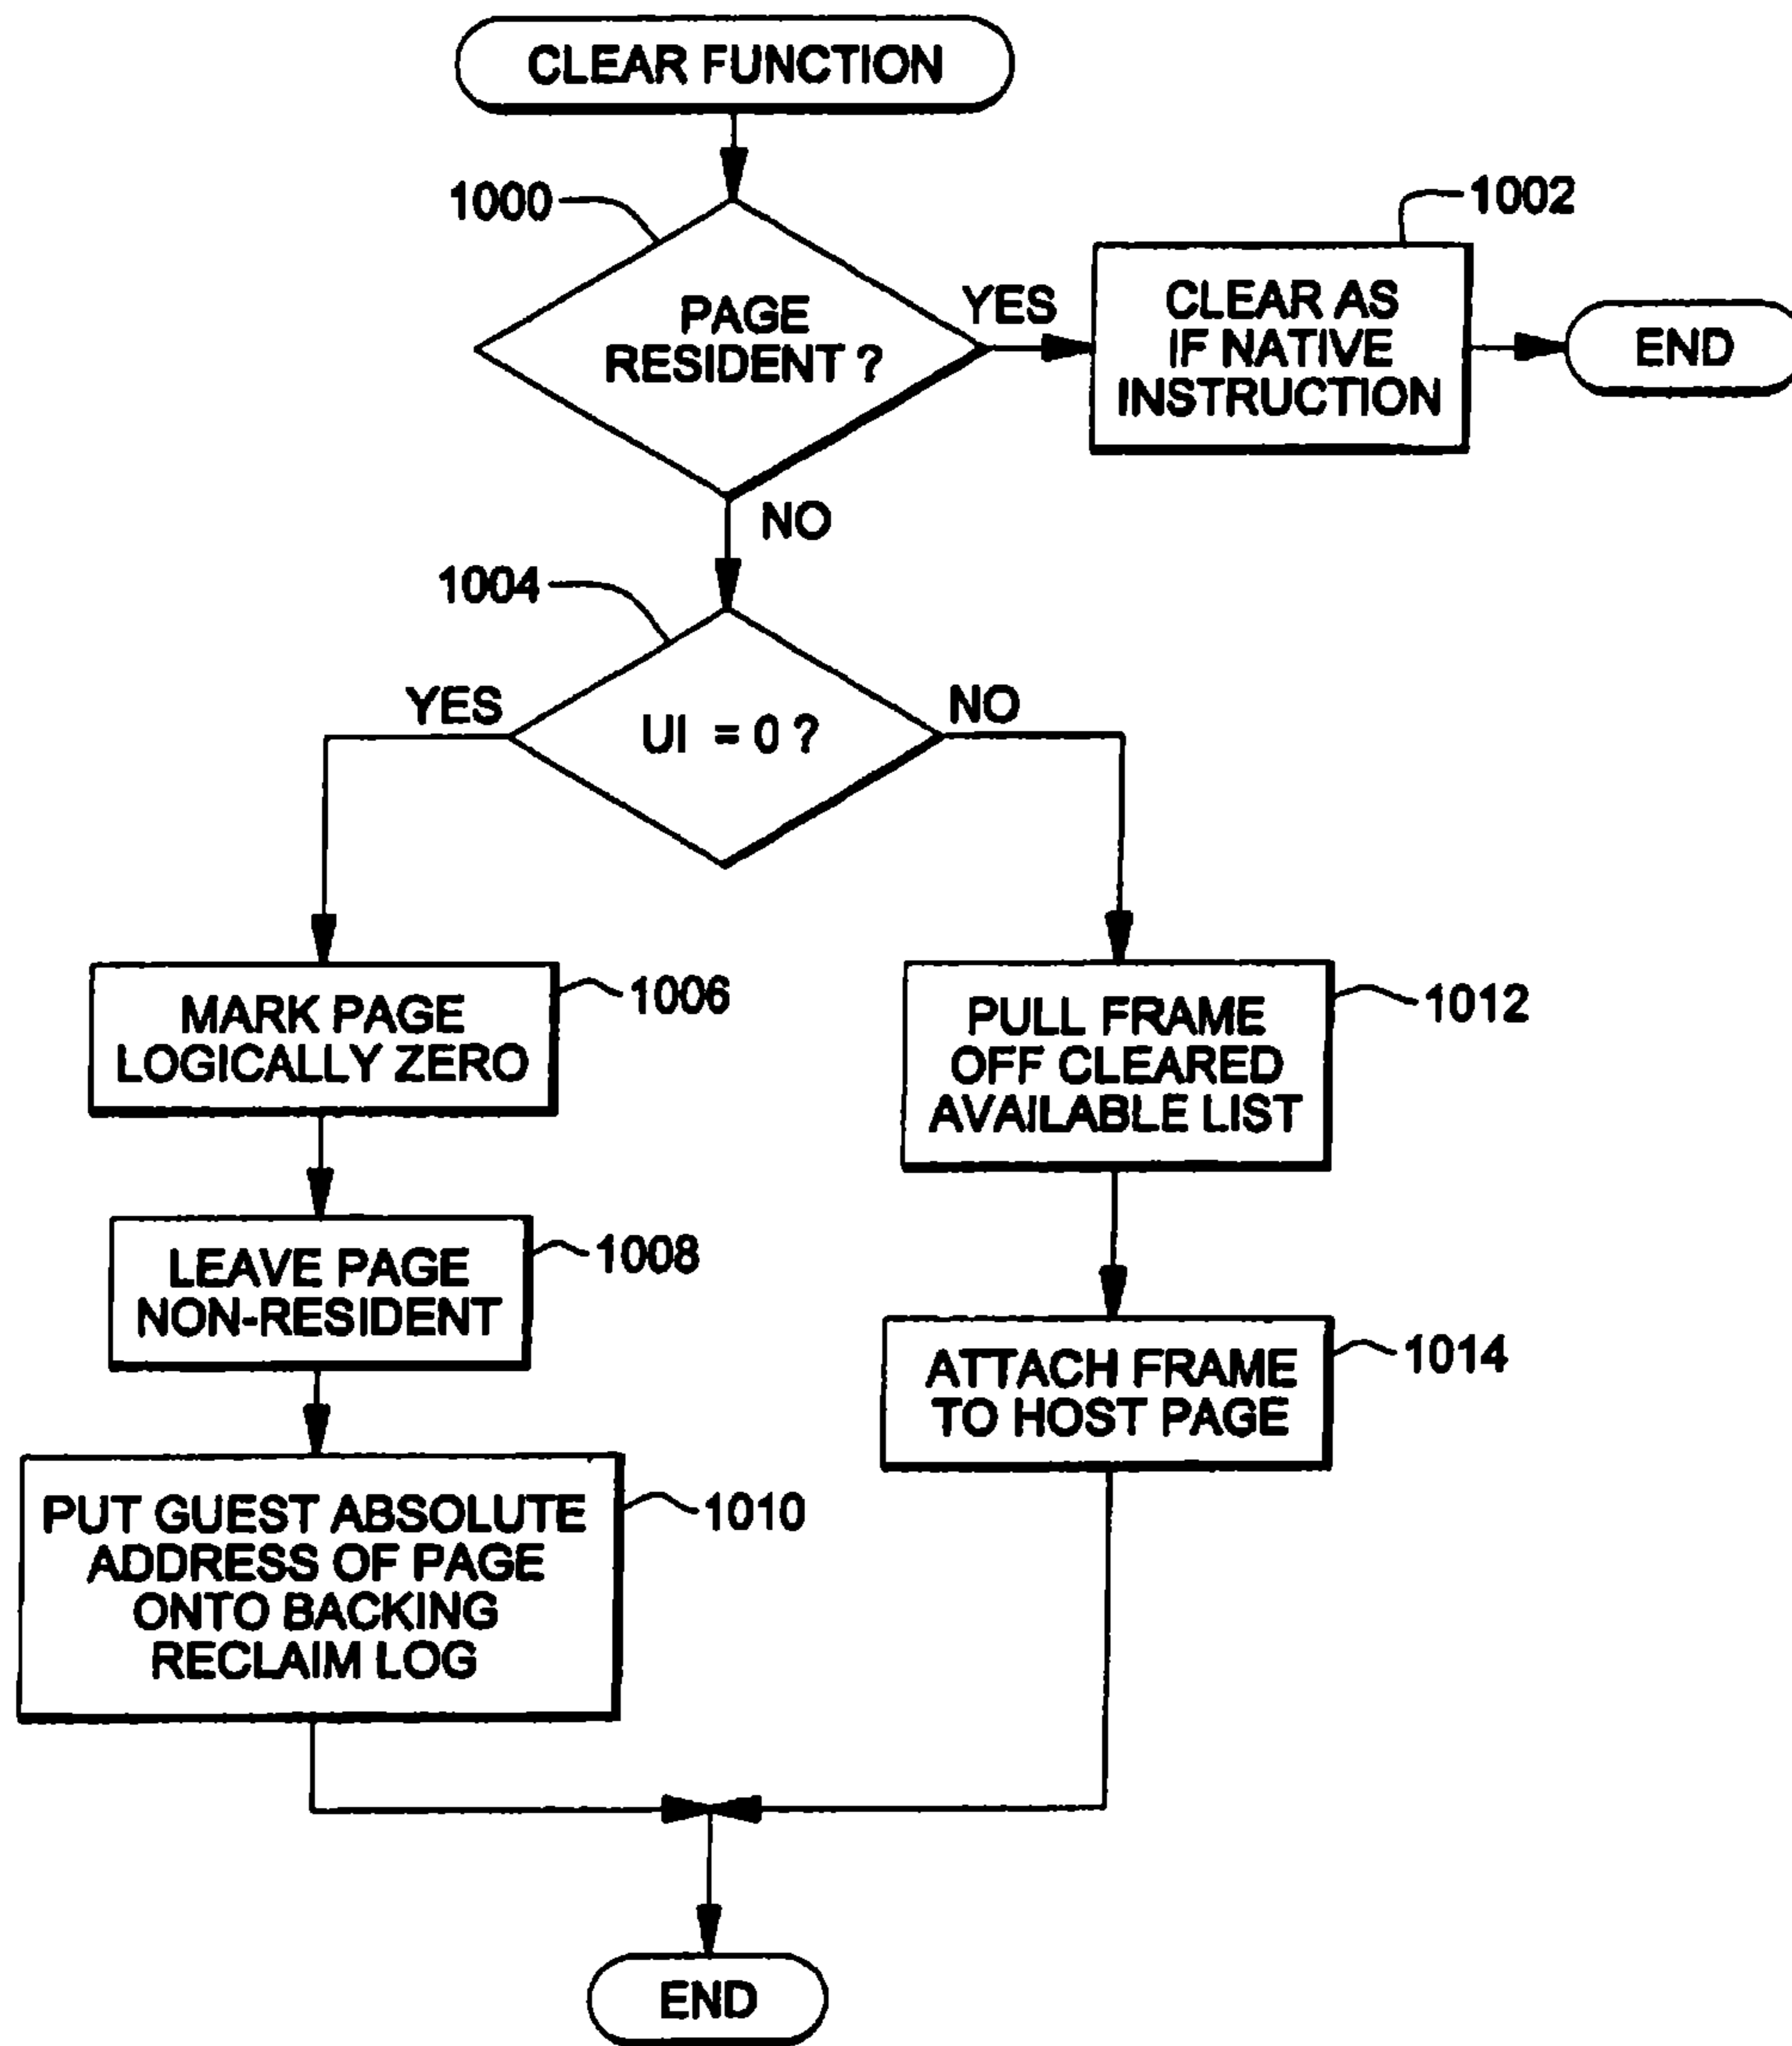 CLEAR FUNCTION
1000
1002
PAGE
RESIDENT ?
YES
CLEAR AS
IF NATIVE
INSTRUCTION
END
NO
1004
YES
UI = 0 ?
NO
MARK PAGE
LOGICALLY ZERO
1006
PULL FRAME
OFF CLEARED
AVAILABLE LIST
1012
LEAVE PAGE
NON-RESIDENT
1008
ATTACH FRAME
TO HOST PAGE
1014
PUT GUEST ABSOLUTE
ADDRESS OF PAGE
ONTO BACKING
RECLAIM LOG
1010
END